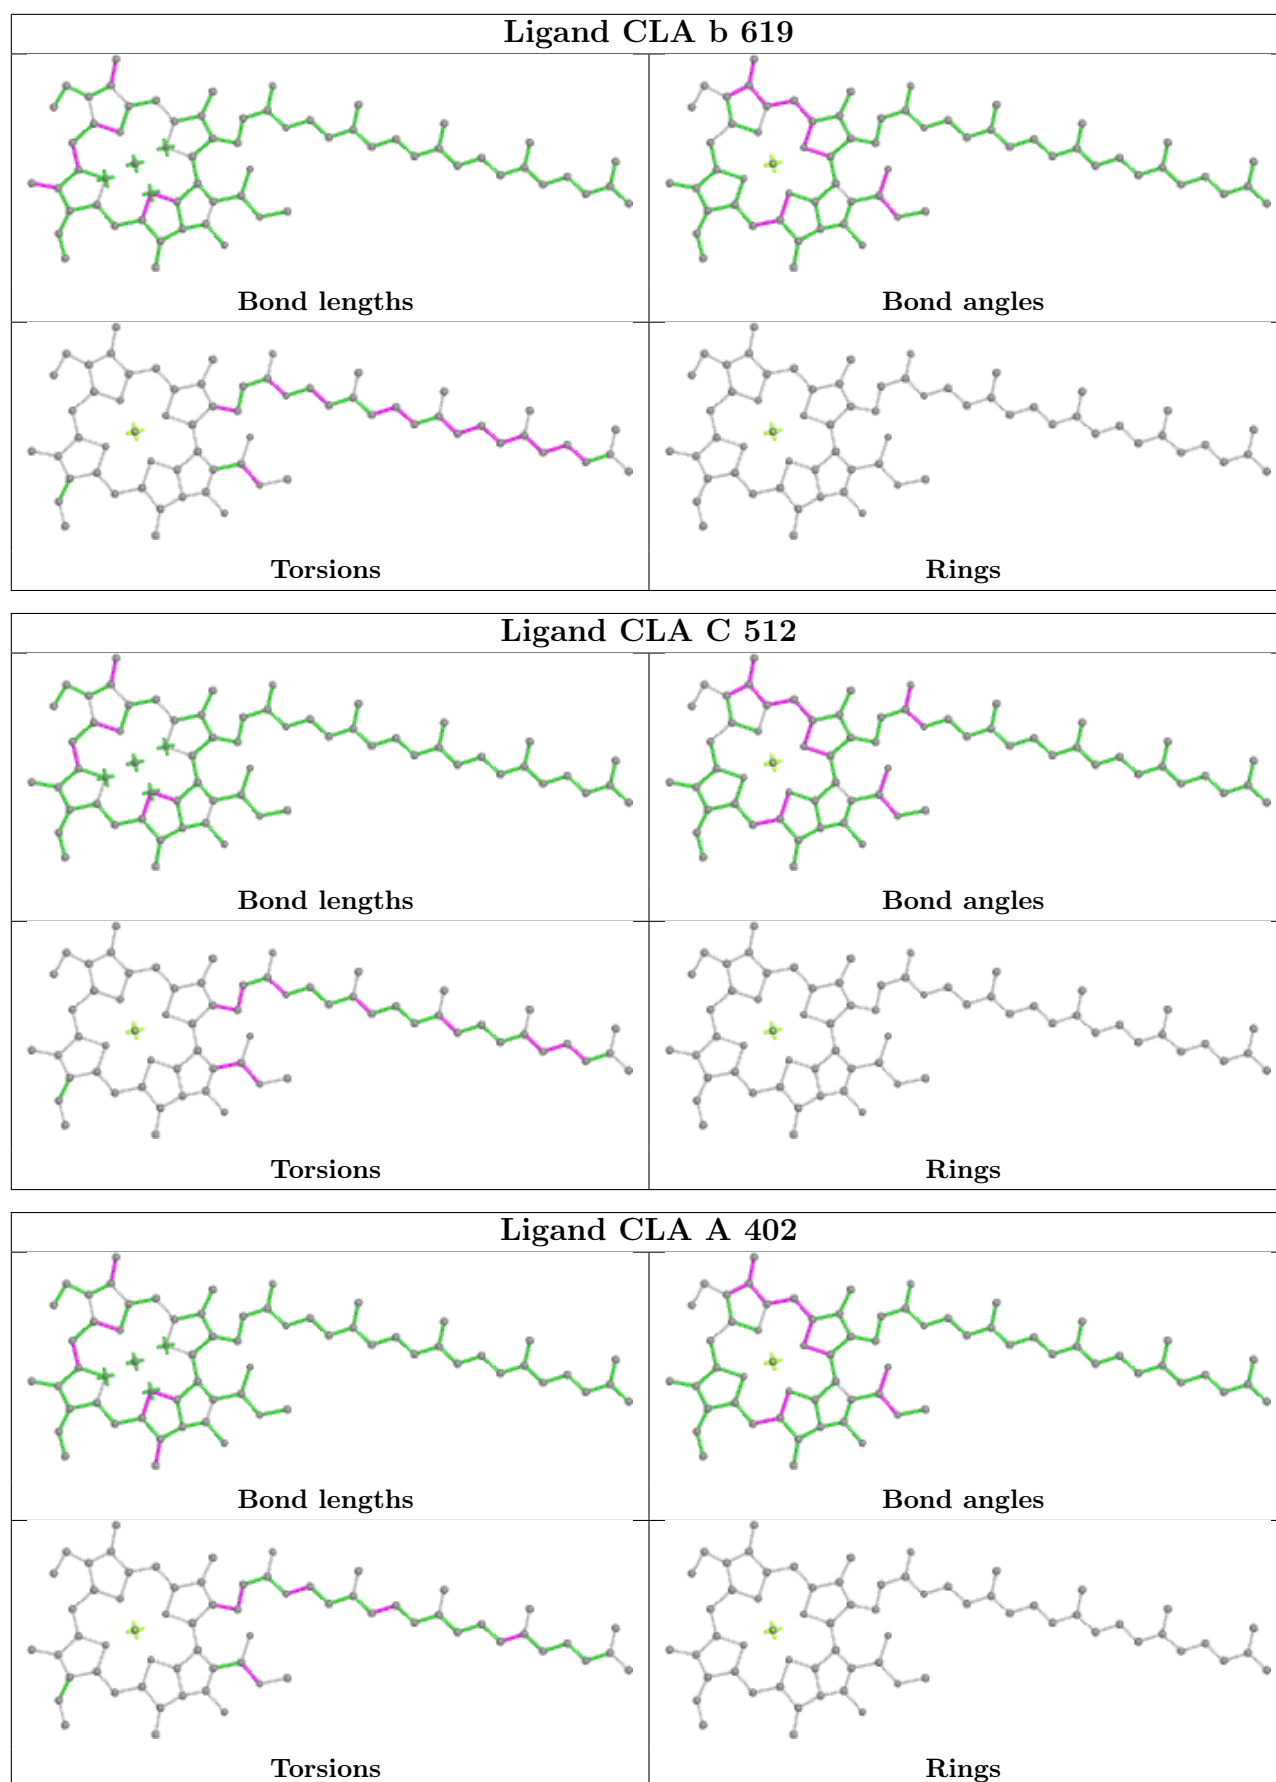 Ligand CLA b 619
Bond lengths
Bond angles
Torsions
Rings
Ligand CLA C 512
Bond lengths
Bond angles
Torsions
Rings
Ligand CLA A 402
Bond lengths
Bond angles
Torsions
Rings